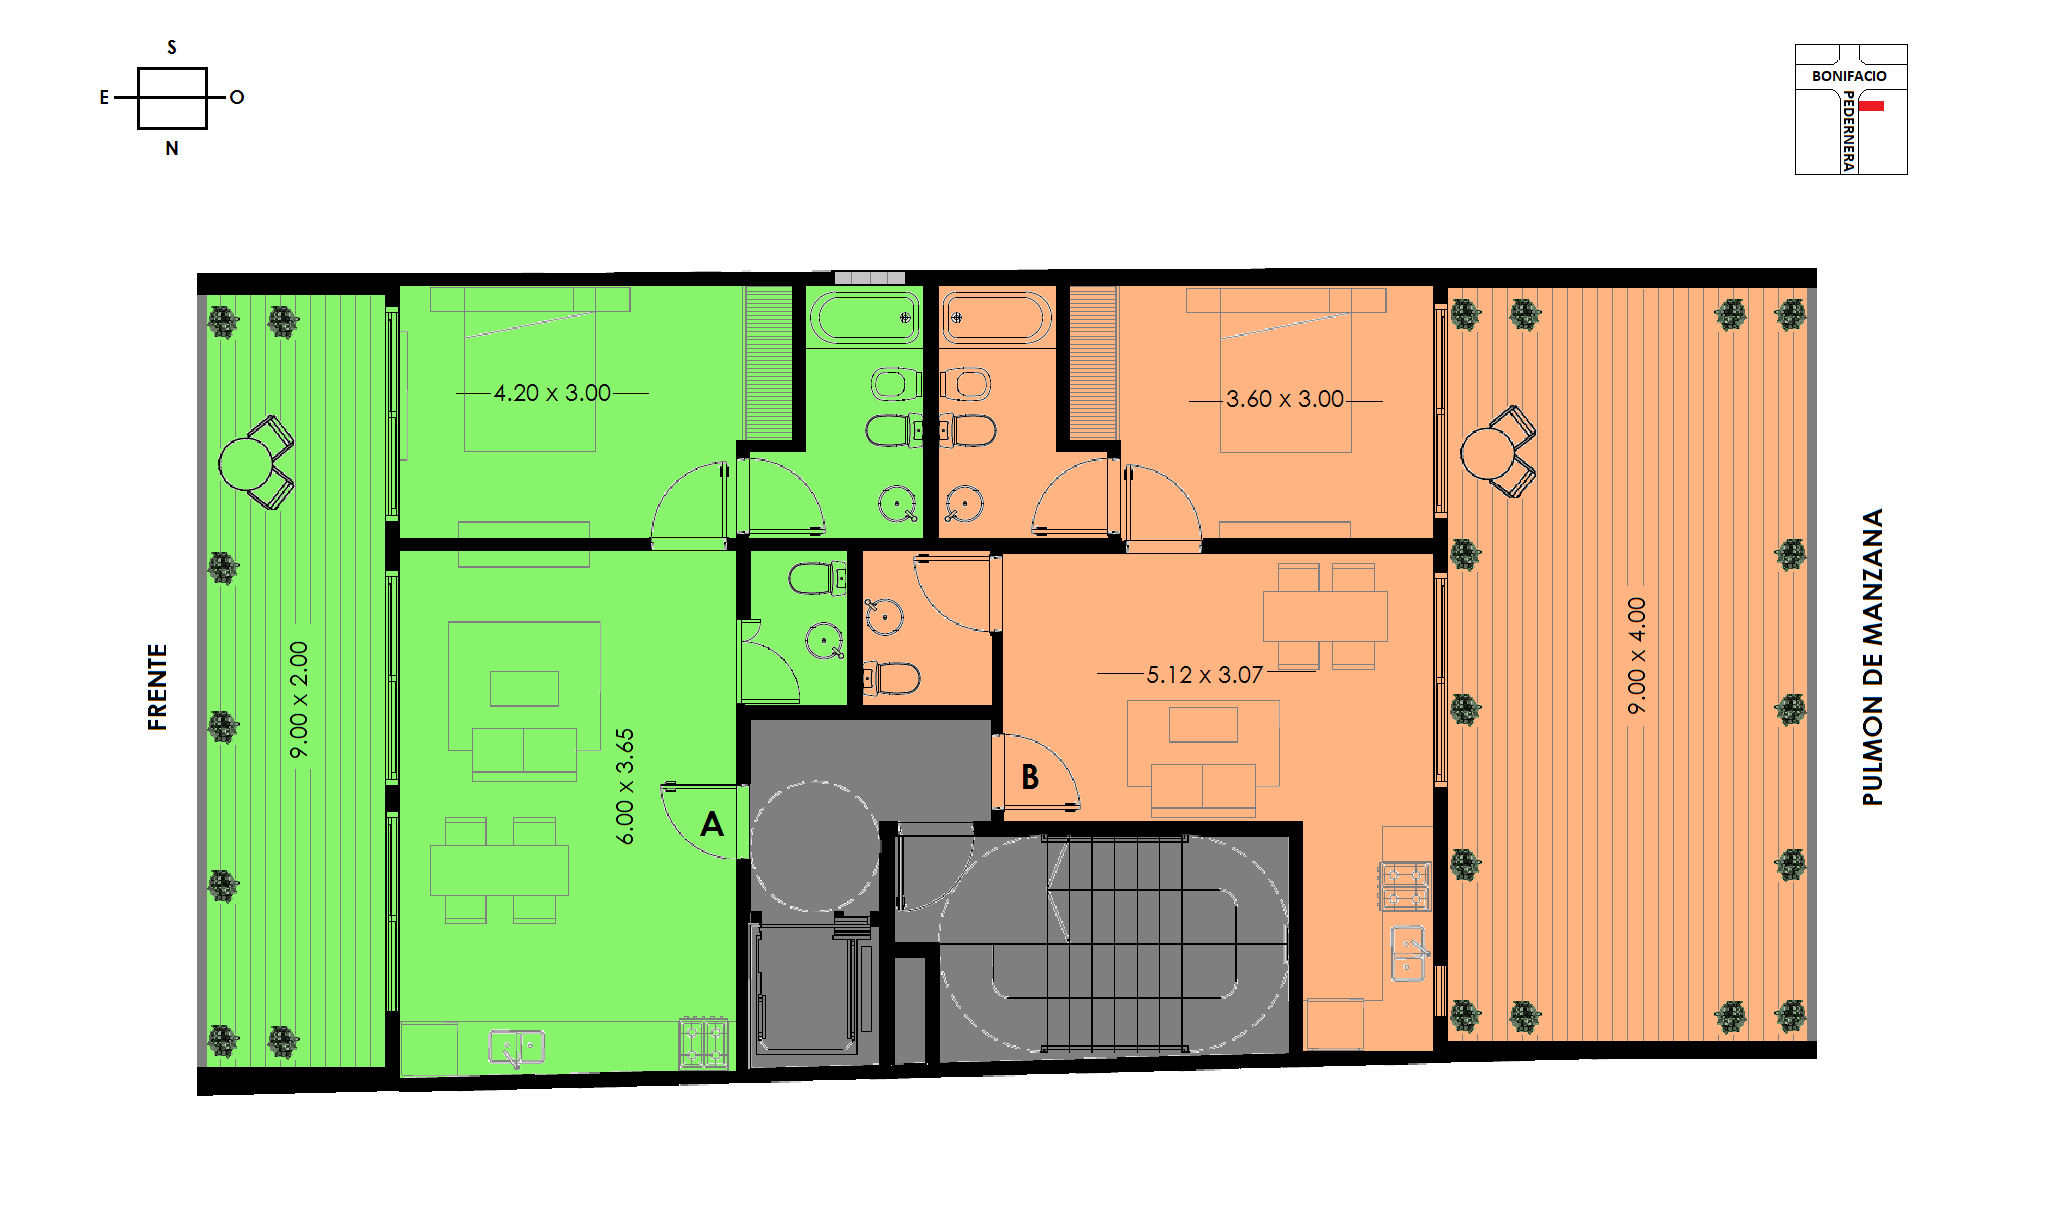 S
E
O
N
BONIFACIO
PEDERNERA
4.20 x 3.00
3.60 x 3.00
FRENTE
9.00 x 2.00
6.00 x 3.65
A
B
5.12 x 3.07
9.00 x 4.00
PULMON DE MANZANA